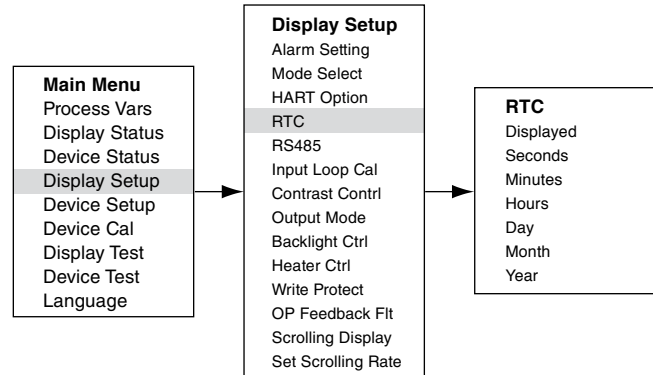 Main Menu
Process Vars
Display Status
Device Status
Display Setup
Device Setup
Device Cal
Display Test
Device Test
Language
Display Setup
Alarm Setting
Mode Select
HART Option
RTC
RS485
Input Loop Cal
Contrast Contrl
Output Mode
Backlight Ctrl
Heater Ctrl
Write Protect
OP Feedback Flt
Scrolling Display
Set Scrolling Rate
RTC
Displayed
Seconds
Minutes
Hours
Day
Month
Year